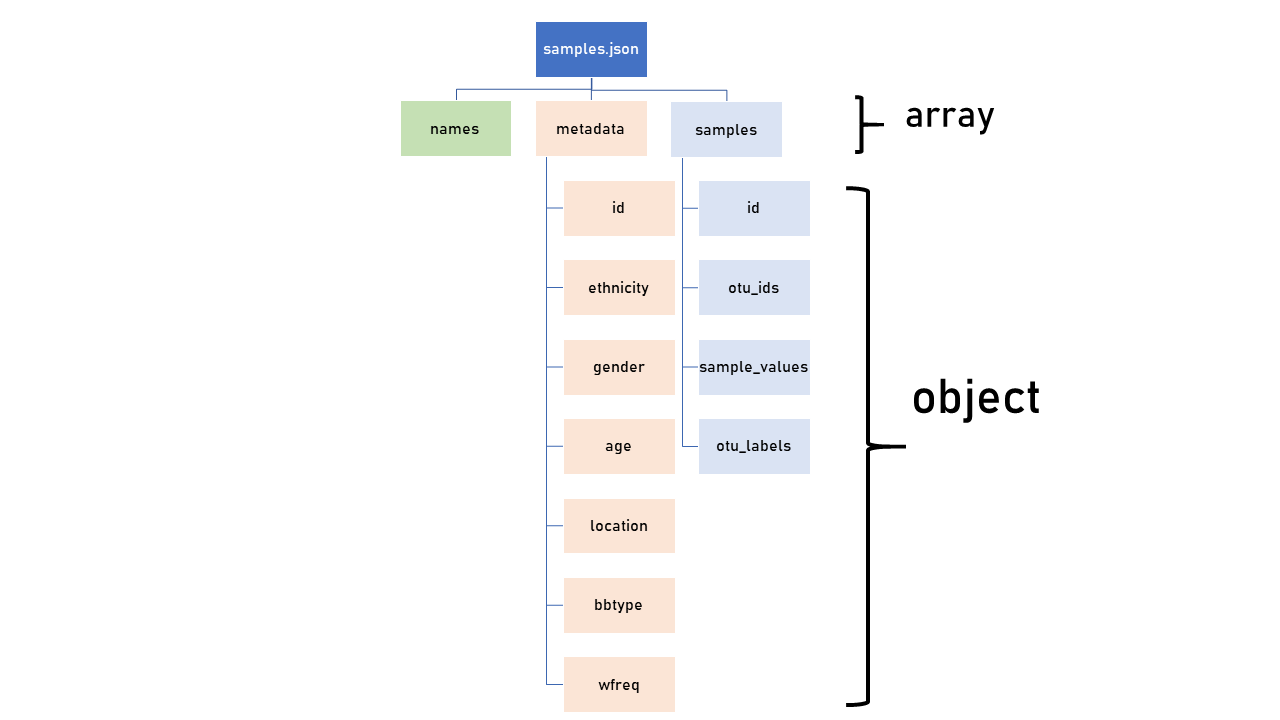 samples.json
names
metadata
samples
array
id
id
ethnicity
otu_ids
gender
sample_values
object
age
otu_labels
location
bbtype
wfreq